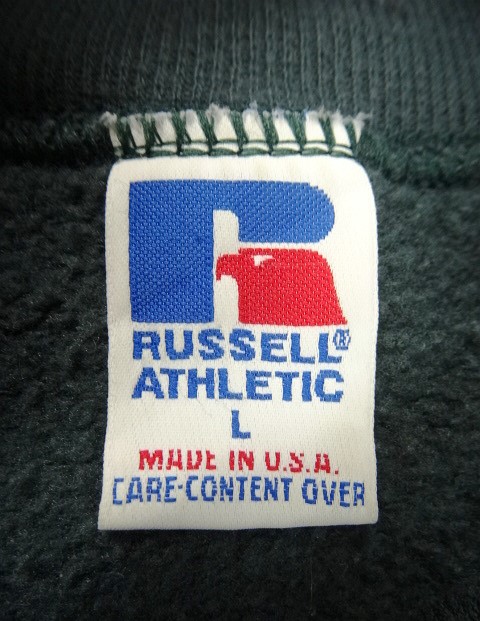 RUSSELL®
ATHLETIC
L
MADE IN U.S.A.
CARE-CONTENT OVER